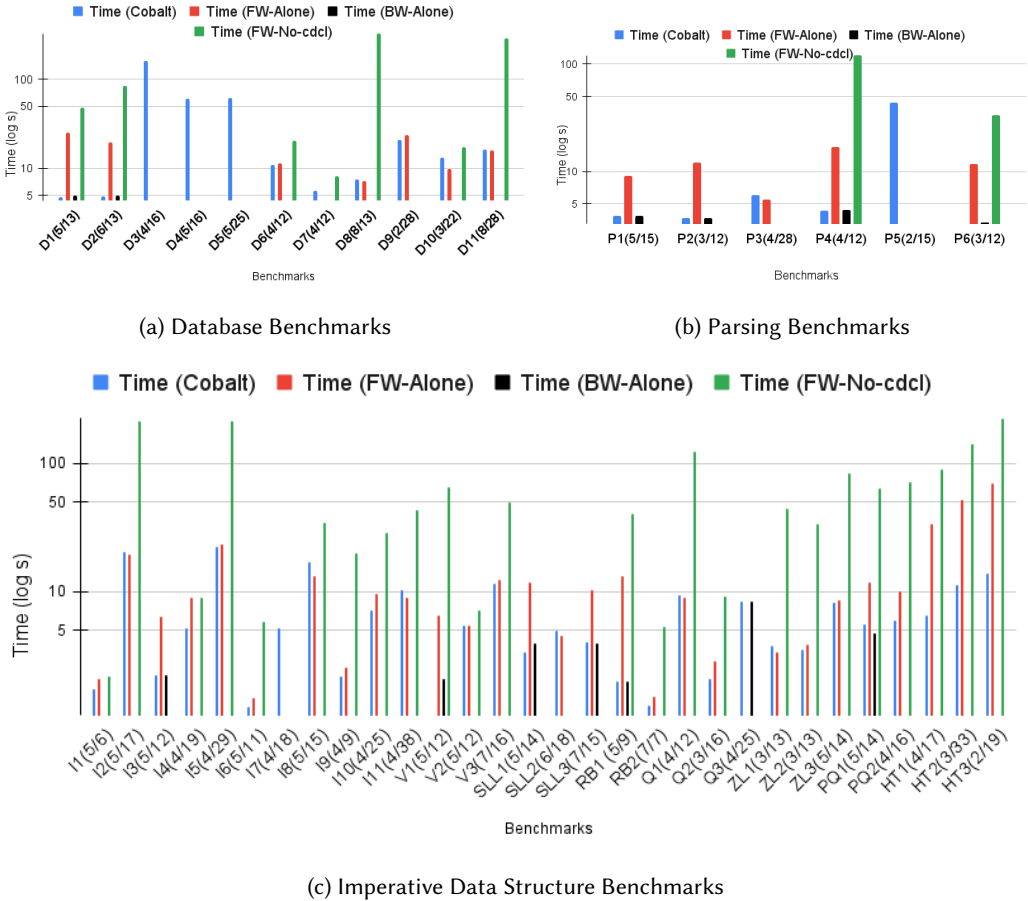 Time (Cobalt) Time (FW-Alone) Time (BW-Alone)
Time (FW-No-cdcl)
Time (log s)
100
50
10
5
D1(5/13) D2(6/13) D3(4/16) D4(5/16) D5(5/25) D6(4/12) D7(4/12) D8(8/13) D9(2/28) D10(3/22) D11(8/28)
Benchmarks
(a) Database Benchmarks
Time (Cobalt) Time (FW-Alone) Time (BW-Alone)
Time (FW-No-cdcl)
Time (log s)
100
50
10
5
P1(5/15) P2(3/12) P3(4/28) P4(4/12) P5(2/15) P6(3/12)
Benchmarks
(b) Parsing Benchmarks
Time (Cobalt) Time (FW-Alone) Time (BW-Alone) Time (FW-No-cdcl)
Time (log s)
100
50
10
5
I1(5/6) I2(5/17) I3(5/12) I4(4/19) I5(4/29) I6(5/11) I7(4/18) I8(5/15) I9(4/9) I10(4/25) I11(4/38) V1(5/12) V2(5/12) V3(7/16) SLL1(5/14) SLL2(6/18) SLL3(7/15) RB1 (5/9) RB2(7/7) Q1(4/12) Q2(3/16) Q3(4/25) ZL1(3/13) ZL2(3/13) ZL3(5/14) PQ1(5/14) PQ2(4/16) HT1(4/17) HT2(3/33) HT3(2/19)
Benchmarks
(c) Imperative Data Structure Benchmarks